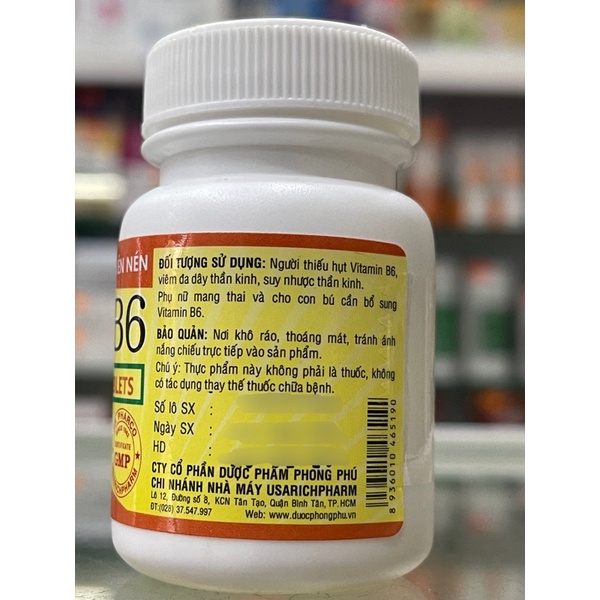 ÊN NÉN
B6
BLETS
PHARCO
CERTIFICATE
GMP
ĐỐI TƯỢNG SỬ DỤNG: Người thiếu hụt Vitamin B6,
viêm đa dây thần kinh, suy nhược thần kinh.
Phụ nữ mang thai và cho con bú cần bổ sung
Vitamin B6.
BẢO QUẢN: Nơi khô ráo, thoáng mát, tránh ánh
nắng chiếu trực tiếp vào sản phẩm.
Chú ý: Thực phẩm này không phải là thuốc, không
có tác dụng thay thế thuốc chữa bệnh.
Số lô SX :
Ngày SX :
HD :
CTY CỔ PHẦN DƯỢC PHẨM PHONG PHÚ
CHI NHÁNH NHÀ MÁY USARICHPHARM
Lô 12, Đường số 8, KCN Tân Tạo, Quận Bình Tân, TP.HCM
ĐT:(028) 37.547.997
Web: www.duocphongphu.vn
8 936010 465190